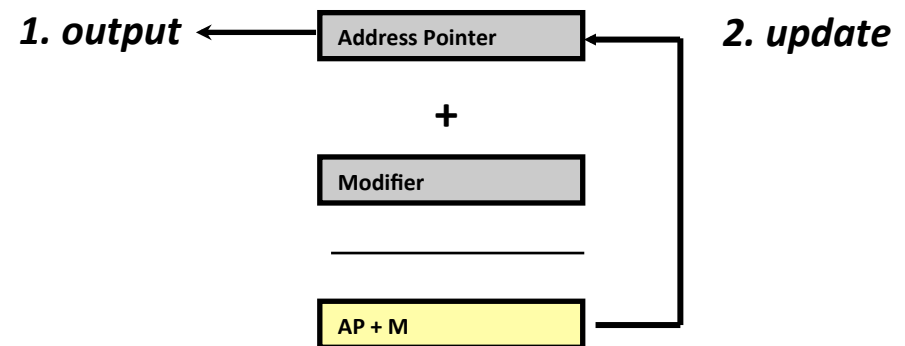 1. output
Address Pointer
2. update
+
Modifier
AP + M